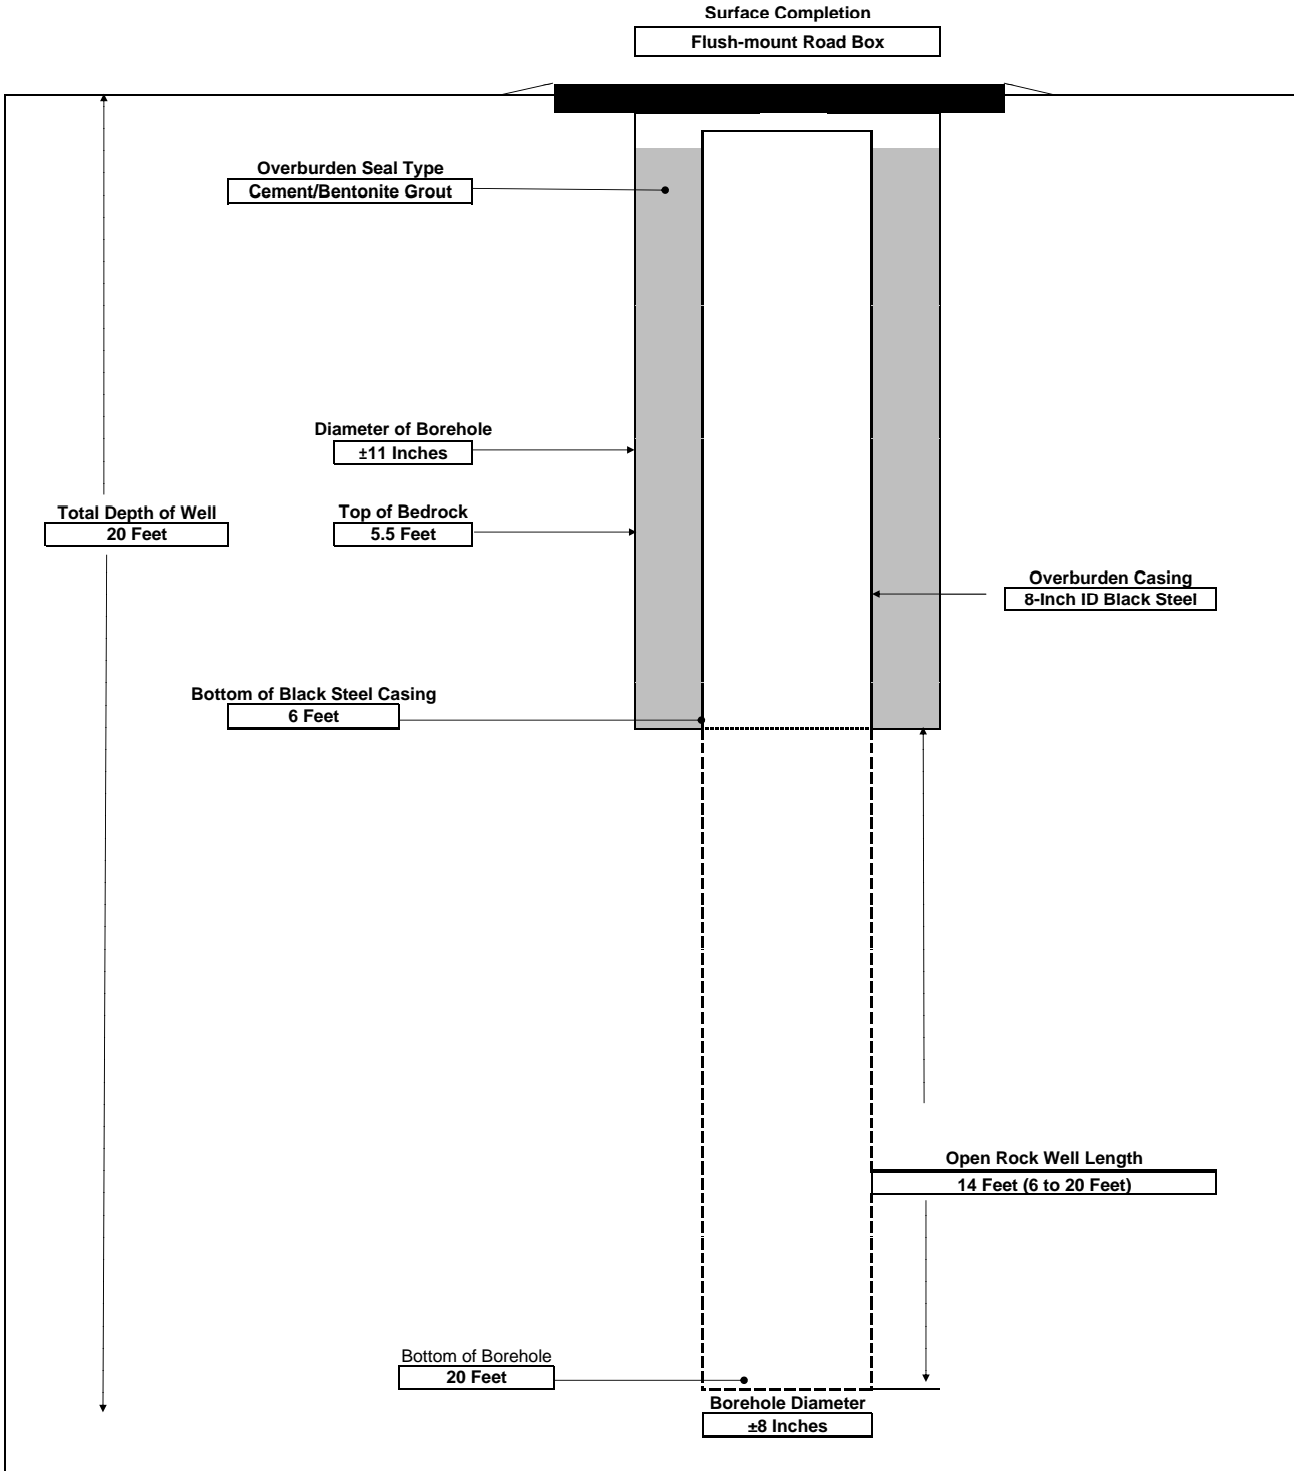 Surface Completion
Flush-mount Road Box
Overburden Seal Type
Cement/Bentonite Grout
Diameter of Borehole
±11 Inches
Total Depth of Well
20 Feet
Top of Bedrock
5.5 Feet
Overburden Casing
8-Inch ID Black Steel
Bottom of Black Steel Casing
6 Feet
Open Rock Well Length
14 Feet (6 to 20 Feet)
Bottom of Borehole
20 Feet
Borehole Diameter
±8 Inches